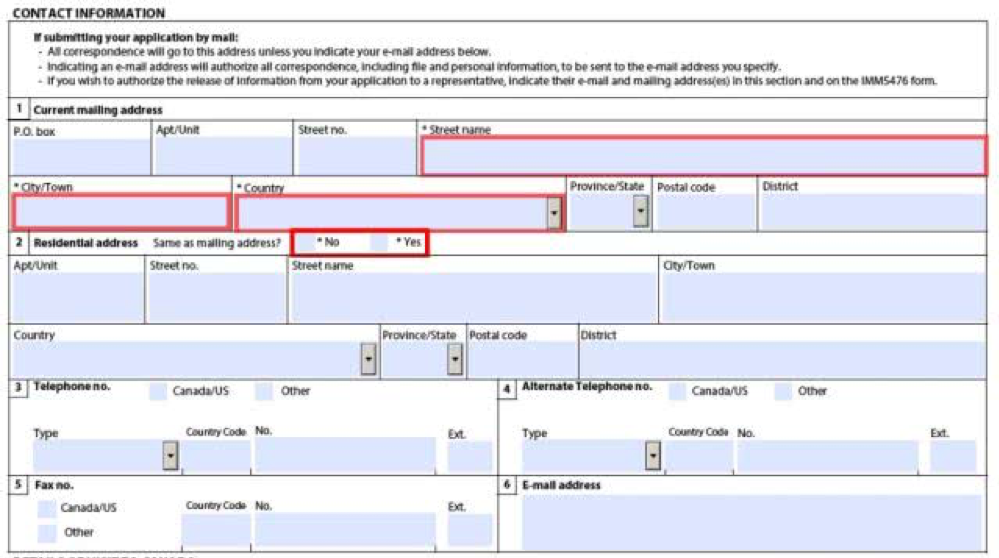 CONTACT INFORMATION
If submitting your application by mail:
- All correspondence will go to this address unless you indicate your e-mail address below.
- Indicating an e-mail address will authorize all correspondence, including file and personal information, to be sent to the e-mail address you specify.
- If you wish to authorize the release of information from your application to a representative, indicate their e-mail and mailing address(es) in this section and on the IMM5476 form.
1 Current mailing address
P.O. box Apt/Unit Street no. * Street name
* City/Town * Country Province/State Postal code District
2 Residential address Same as mailing address? * No * Yes
Apt/Unit Street no. Street name City/Town
Country Province/State Postal code District
3 Telephone no. Canada/US Other 4 Alternate Telephone no. Canada/US Other
Type Country Code No. Ext. Type Country Code No. Ext.
5 Fax no. 6 E-mail address
Canada/US Country Code No. Ext.
Other